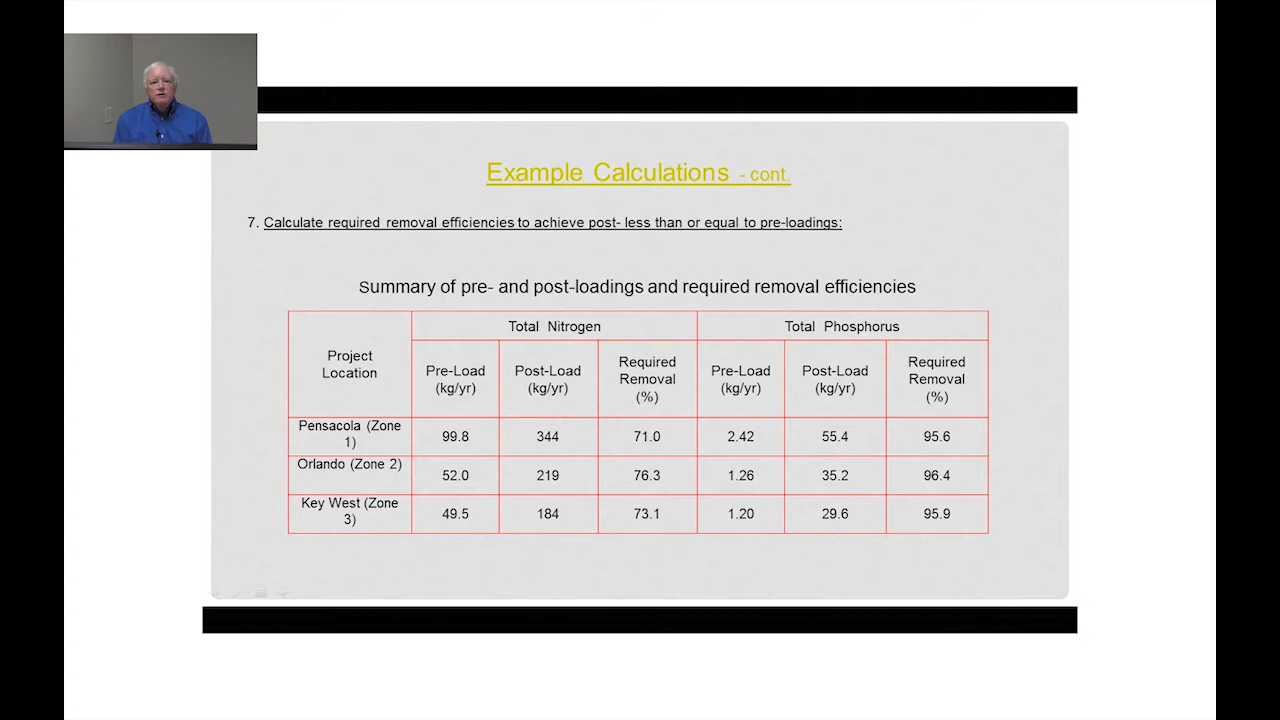 Example Calculations - cont.
7. Calculate required removal efficiencies to achieve post- less than or equal to pre-loadings:
Summary of pre- and post-loadings and required removal efficiencies
Project
Location
Total Nitrogen
Total Phosphorus
Pre-Load
(kg/yr)
Post-Load
(kg/yr)
Required
Removal
(%)
Pre-Load
(kg/yr)
Post-Load
(kg/yr)
Required
Removal
(%)
Pensacola (Zone
1)
99.8
344
71.0
2.42
55.4
95.6
Orlando (Zone 2)
52.0
219
76.3
1.26
35.2
96.4
Key West (Zone
3)
49.5
184
73.1
1.20
29.6
95.9